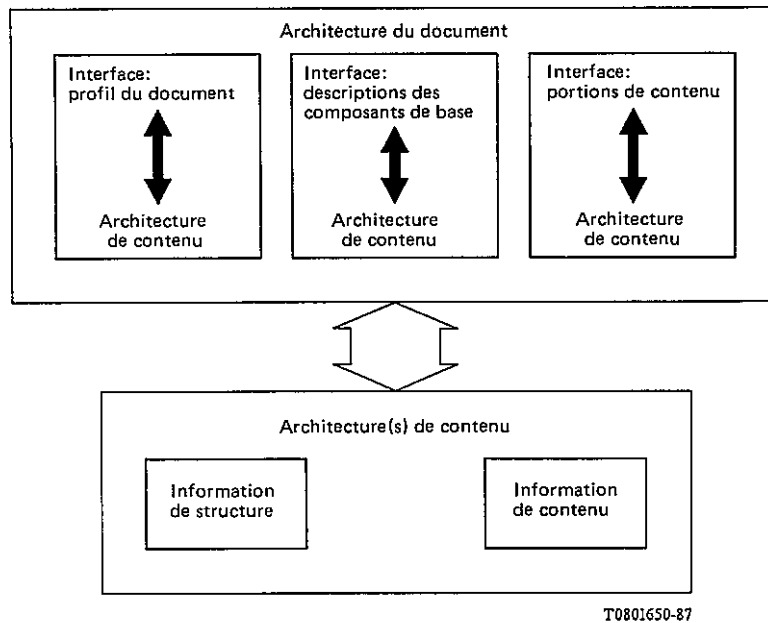 Architecture du document
Interface:
profil du document
Architecture
de contenu
Interface:
descriptions des
composants de base
Architecture
de contenu
Interface:
portions de contenu
Architecture
de contenu
Architecture(s) de contenu
Information
de structure
Information
de contenu
T0801650-87